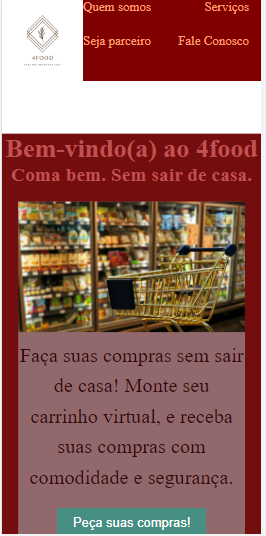 4FOOD
Quem somos
Serviços
Seja parceiro
Fale Conosco
Bem-vindo(a) ao 4food
Coma bem. Sem sair de casa.
Faça suas compras sem sair
de casa! Monte seu
carrinho virtual, e receba
suas compras com
comodidade e segurança.
Peça suas compras!